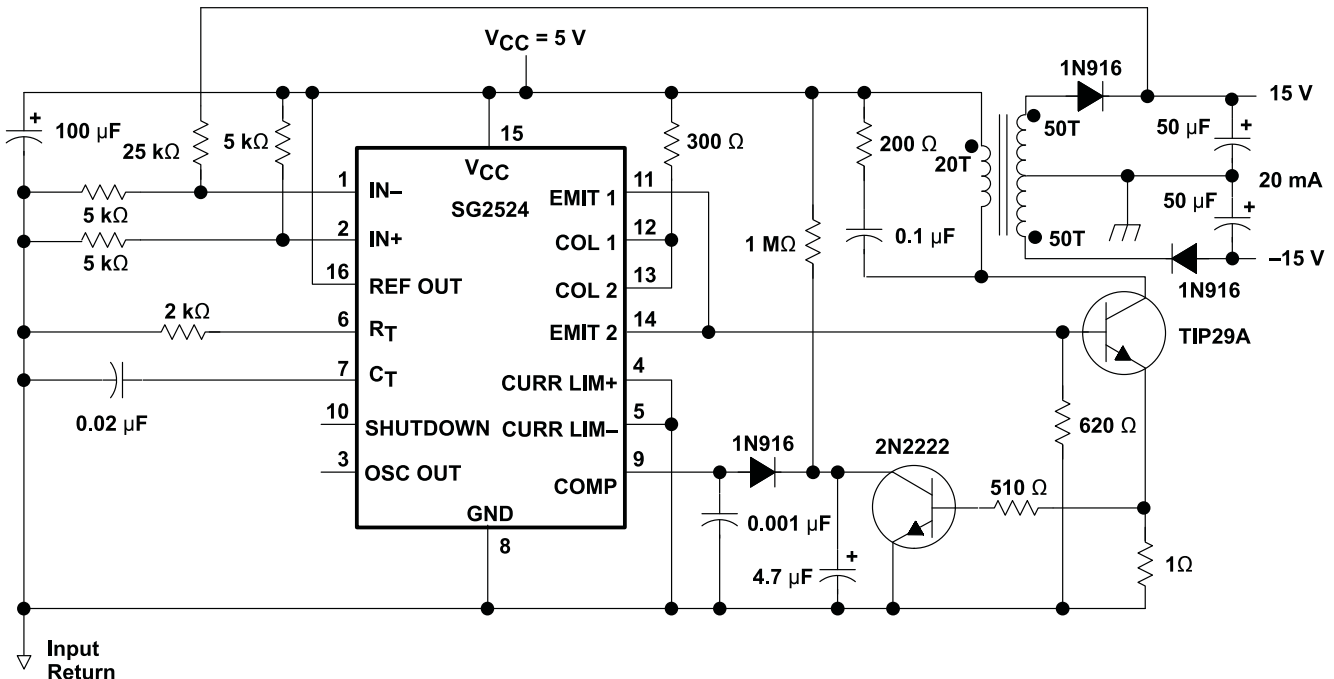 VCC = 5 V
1N916
15 V
+
100 µF
25 kΩ
5 kΩ
15
300 Ω
200 Ω
20T
50T
50 µF
+
VCC
SG2524
1
IN–
EMIT 1
11
5 kΩ
20 mA
50 µF
+
2
IN+
COL 1
12
5 kΩ
1 MΩ
0.1 µF
50T
–15 V
16
REF OUT
COL 2
13
1N916
2 kΩ
6
RT
EMIT 2
14
TIP29A
7
CT
CURR LIM+
4
0.02 µF
10
SHUTDOWN
CURR LIM–
5
620 Ω
3
OSC OUT
COMP
9
1N916
2N2222
510 Ω
GND
8
0.001 µF
4.7 µF
+
1Ω
Input
Return